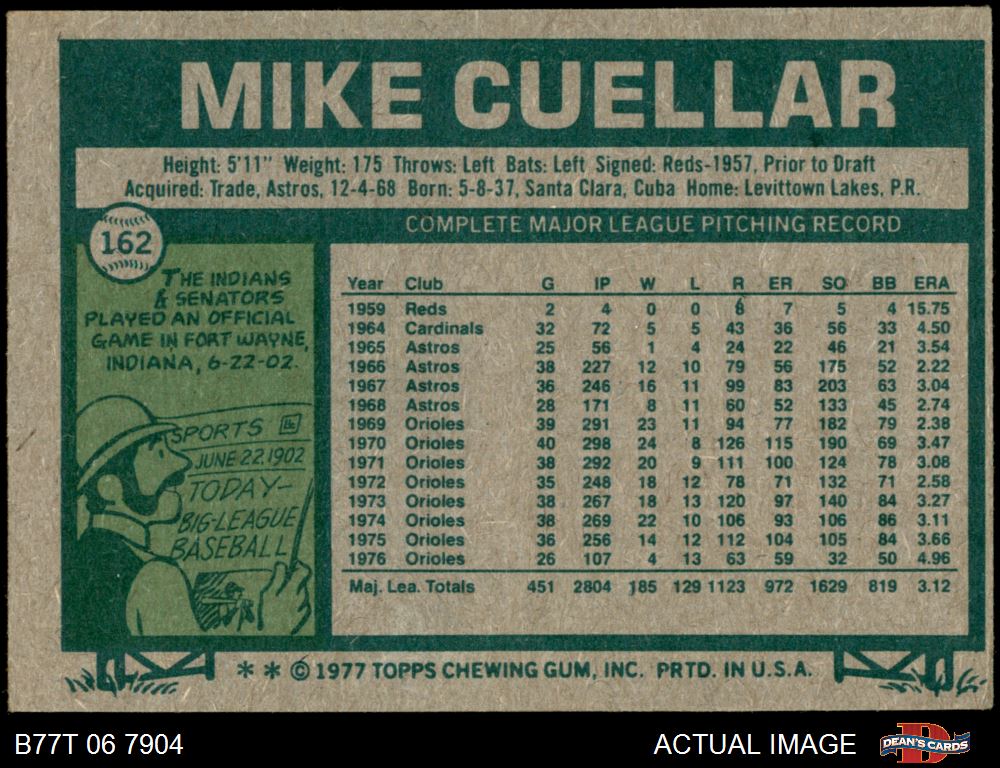 MIKE CUELLAR
Height: 5'11" Weight: 175 Throws: Left Bats: Left Signed: Reds-1957, Prior to Draft
Acquired: Trade, Astros, 12-4-68 Born: 5-8-37, Santa Clara, Cuba Home: Levittown Lakes, P.R.
162
COMPLETE MAJOR LEAGUE PITCHING RECORD
THE INDIANS
& SENATORS
PLAYED AN OFFICIAL
GAME IN FORT WAYNE,
INDIANA, 6-22-02.
SPORTS
JUNE 22, 1902
TODAY-
BIG-LEAGUE
BASEBALL
Year Club G IP W L R ER SO BB ERA
1959 Reds 2 4 0 0 8 7 5 4 15.75
1964 Cardinals 32 72 5 5 43 36 56 33 4.50
1965 Astros 25 56 1 4 24 22 46 21 3.54
1966 Astros 38 227 12 10 79 56 175 52 2.22
1967 Astros 36 246 16 11 99 83 203 63 3.04
1968 Astros 28 171 8 11 60 52 133 45 2.74
1969 Orioles 39 291 23 11 94 77 182 79 2.38
1970 Orioles 40 298 24 8 126 115 190 69 3.47
1971 Orioles 38 292 20 9 111 100 124 78 3.08
1972 Orioles 35 248 18 12 78 71 132 71 2.58
1973 Orioles 38 267 18 13 120 97 140 84 3.27
1974 Orioles 38 269 22 10 106 93 106 86 3.11
1975 Orioles 36 256 14 12 112 104 105 84 3.66
1976 Orioles 26 107 4 13 63 59 32 50 4.96
Maj. Lea. Totals 451 2804 185 129 1123 972 1629 819 3.12
* * © 1977 TOPPS CHEWING GUM, INC. PRTD. IN U.S.A.
B77T 06 7904
ACTUAL IMAGE
DEAN'S CARDS